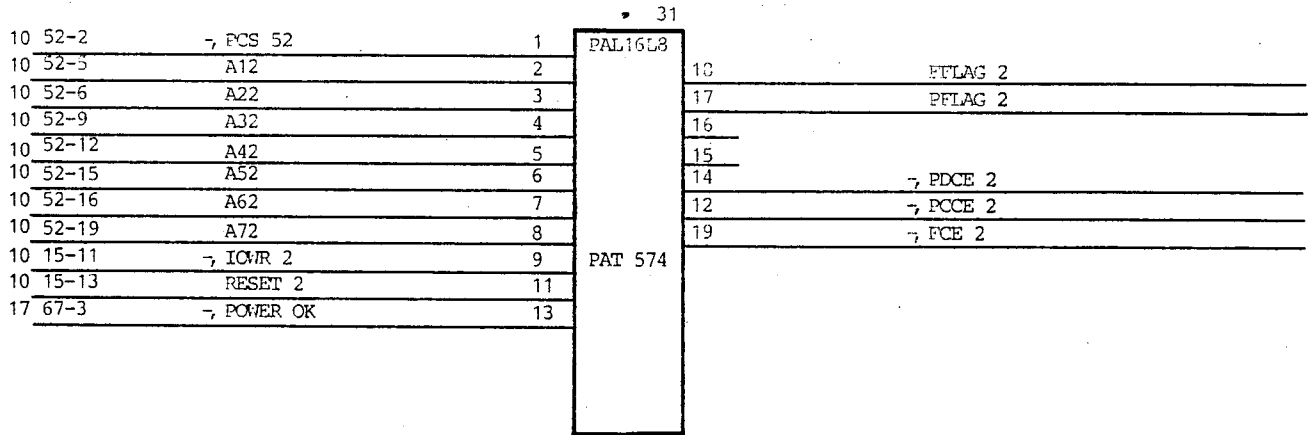 31
10 52-2 ¬, PCS 52 1 PAL16L8
10 52-5 A12 2 18 FFLAG 2
10 52-6 A22 3 17 PFLAG 2
10 52-9 A32 4 16
10 52-12 A42 5 15
10 52-15 A52 6 14 ¬, PDCE 2
10 52-16 A62 7 12 ¬, PCCE 2
10 52-19 A72 8 19 ¬, FCE 2
10 15-11 ¬, IOWR 2 9 PAT 574
10 15-13 RESET 2 11
17 67-3 ¬, POWER OK 13